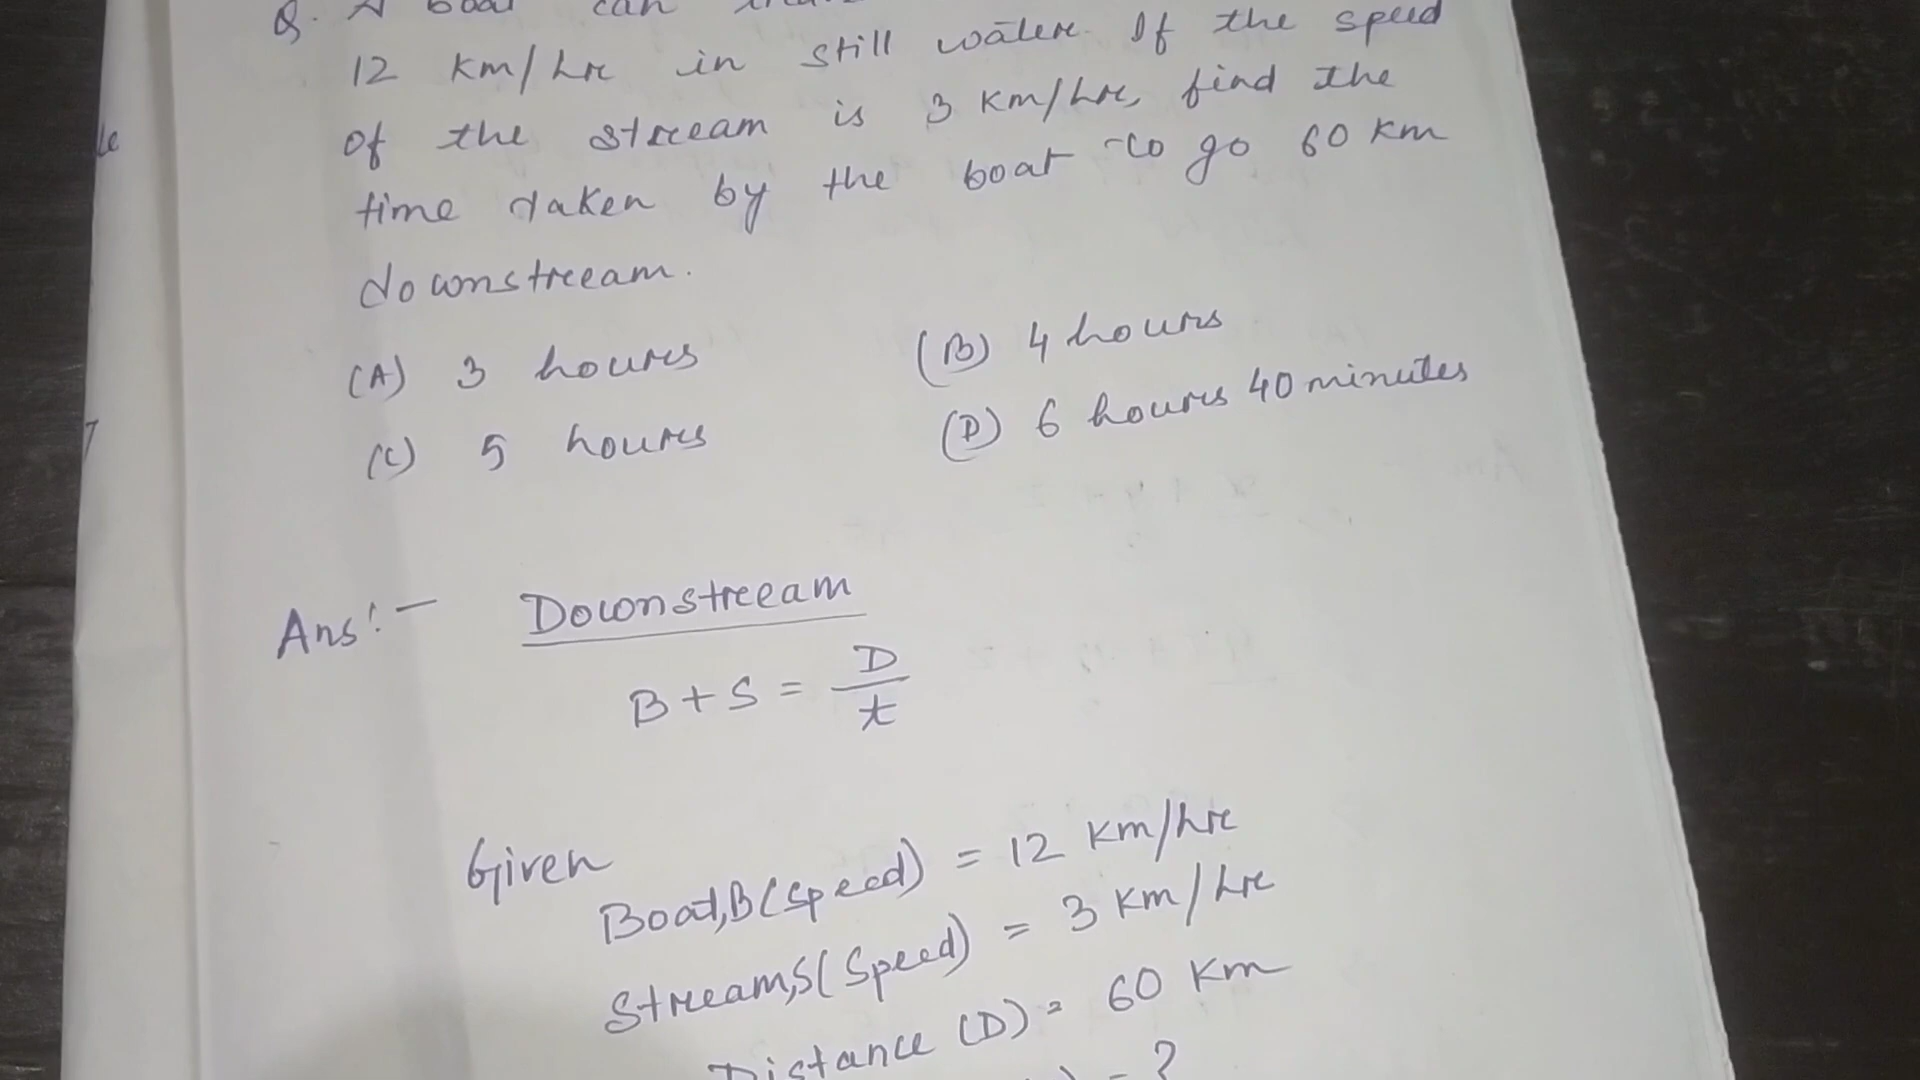 Q. A boat can
12 km/hr in still water. If the speed
of the stream is 3 km/hr, find the
time taken by the boat to go 60 km
downstream.
(A) 3 hours (B) 4 hours
(C) 5 hours (D) 6 hours 40 minutes
Ans:- Downstream
B + S = D/t
Given
Boat,B(speed) = 12 km/hr
Stream,S(Speed) = 3 km/hr
Distance (D) = 60 km
= ?